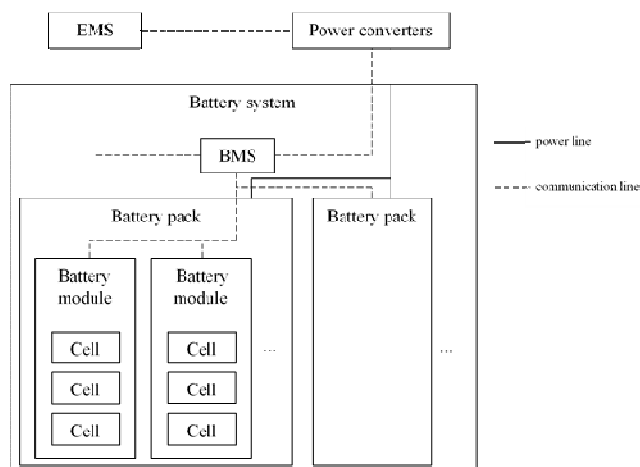 EMS
Power converters
Battery system
BMS
power line
communication line
Battery pack
Battery pack
Battery
module
Battery
module
Cell
Cell
...
...
Cell
Cell
Cell
Cell